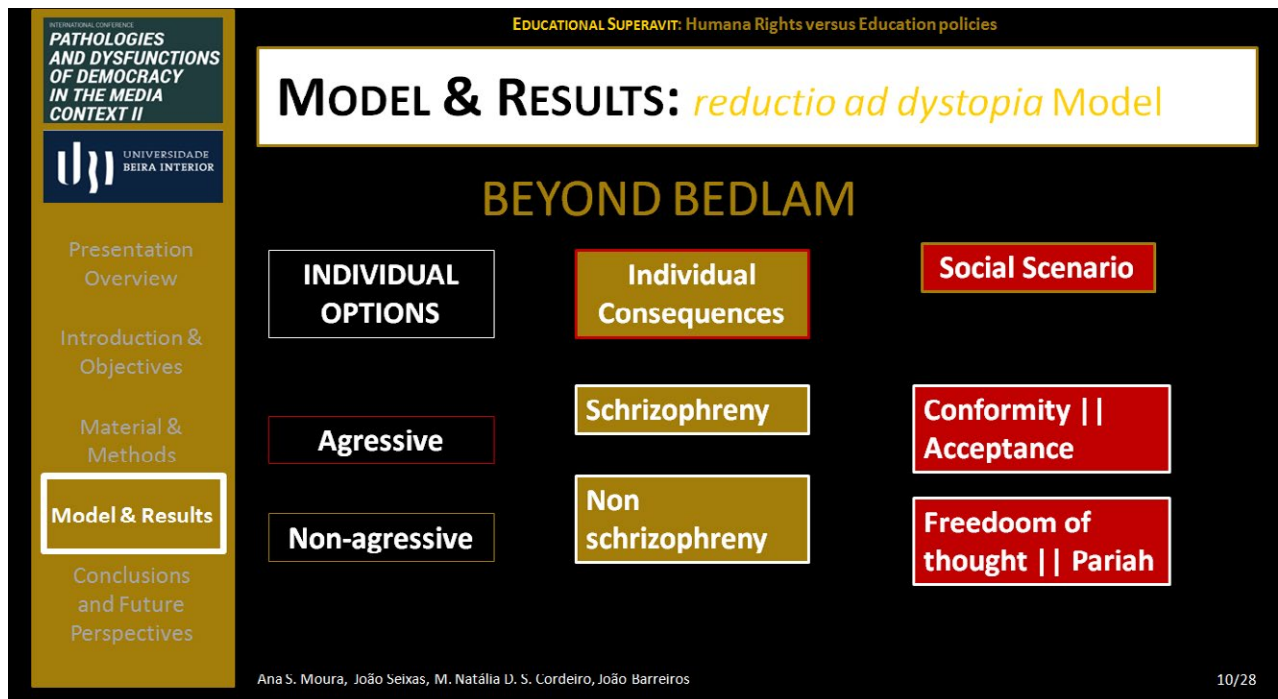 INTERNATIONAL CONFERENCE
PATHOLOGIES
AND DYSFUNCTIONS
OF DEMOCRACY
IN THE MEDIA
CONTEXT II
UNIVERSIDADE
BEIRA INTERIOR
Presentation
Overview
Introduction &
Objectives
Material &
Methods
Model & Results
Conclusions
and Future
Perspectives
EDUCATIONAL SUPERAVIT: Humana Rights versus Education policies
MODEL & RESULTS: reductio ad dystopia Model
BEYOND BEDLAM
INDIVIDUAL
OPTIONS
Individual
Consequences
Social Scenario
Agressive
Schrizophreny
Conformity ||
Acceptance
Non-agressive
Non
schrizophreny
Freedoom of
thought || Pariah
Ana S. Moura, João Seixas, M. Natália D. S. Cordeiro, João Barreiros
10/28